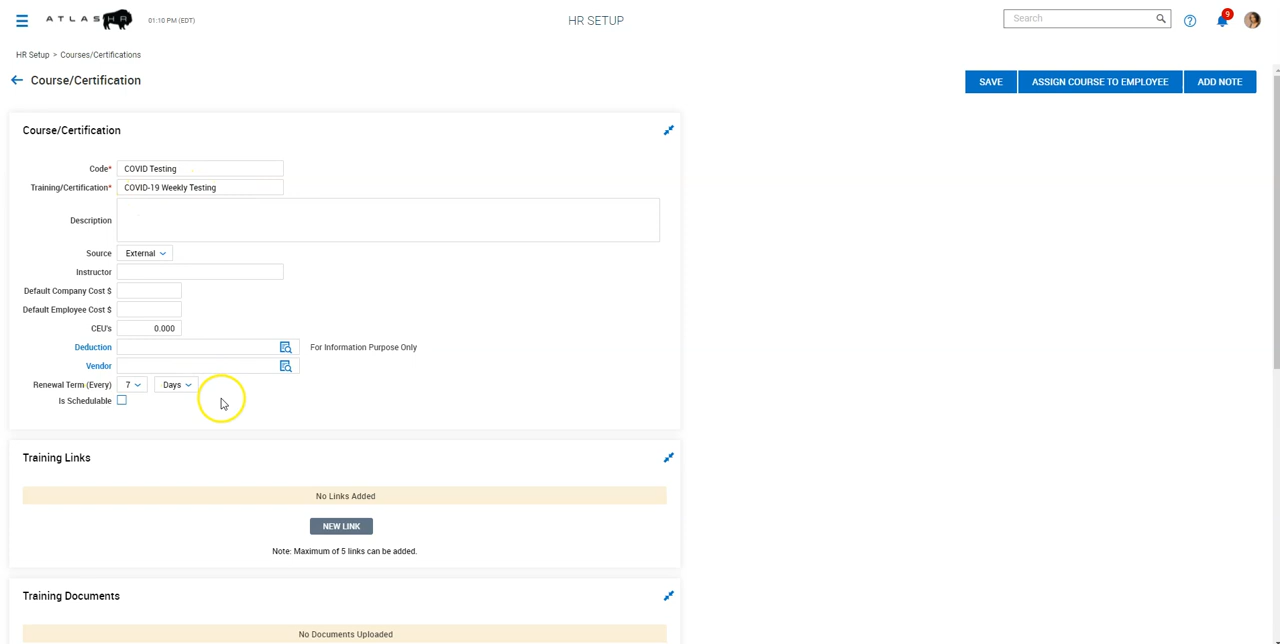 ATLAS HR 01:10 PM (EDT) HR SETUP Search 9
HR Setup > Courses/Certifications
Course/Certification SAVE ASSIGN COURSE TO EMPLOYEE ADD NOTE
Course/Certification
Code* COVID Testing
Training/Certification* COVID-19 Weekly Testing
Description
Source External
Instructor
Default Company Cost $
Default Employee Cost $
CEU's 0.000
Deduction For Information Purpose Only
Vendor
Renewal Term (Every) 7 Days
Is Schedulable
Training Links
No Links Added
NEW LINK
Note: Maximum of 5 links can be added.
Training Documents
No Documents Uploaded